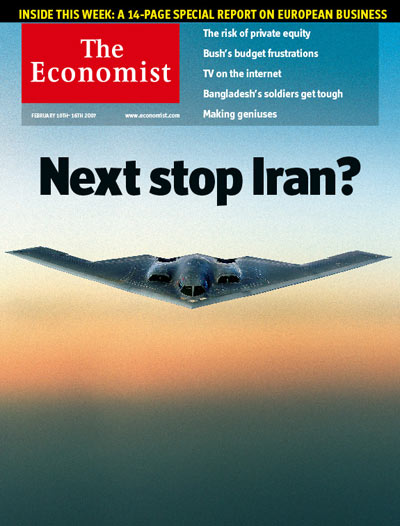 INSIDE THIS WEEK: A 14-PAGE SPECIAL REPORT ON EUROPEAN BUSINESS
The
Economist
FEBRUARY 10TH-16TH 2007
www.economist.com
The risk of private equity
Bush's budget frustrations
TV on the internet
Bangladesh's soldiers get tough
Making geniuses
Next stop Iran?